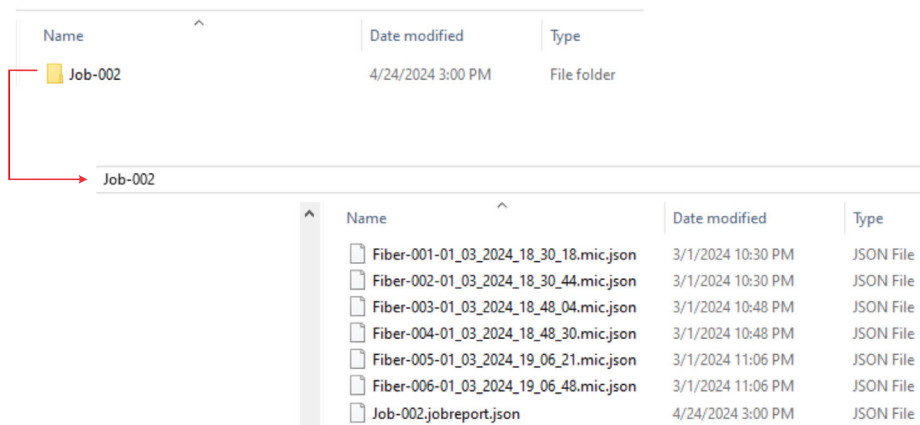 Name Date modified Type
Job-002 4/24/2024 3:00 PM File folder
Job-002
Name Date modified Type
Fiber-001-01_03_2024_18_30_18.mic.json 3/1/2024 10:30 PM JSON File
Fiber-002-01_03_2024_18_30_44.mic.json 3/1/2024 10:30 PM JSON File
Fiber-003-01_03_2024_18_48_04.mic.json 3/1/2024 10:48 PM JSON File
Fiber-004-01_03_2024_18_48_30.mic.json 3/1/2024 10:48 PM JSON File
Fiber-005-01_03_2024_19_06_21.mic.json 3/1/2024 11:06 PM JSON File
Fiber-006-01_03_2024_19_06_48.mic.json 3/1/2024 11:06 PM JSON File
Job-002.jobreport.json 4/24/2024 3:00 PM JSON File